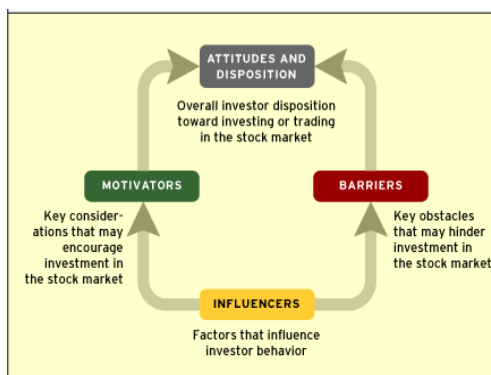 ATTITUDES AND
DISPOSITION
Overall investor disposition
toward investing or trading
in the stock market
MOTIVATORS
Key consider-
ations that may
encourage
investment in
the stock market
BARRIERS
Key obstacles
that may hinder
investment in
the stock market
INFLUENCERS
Factors that influence
investor behavior